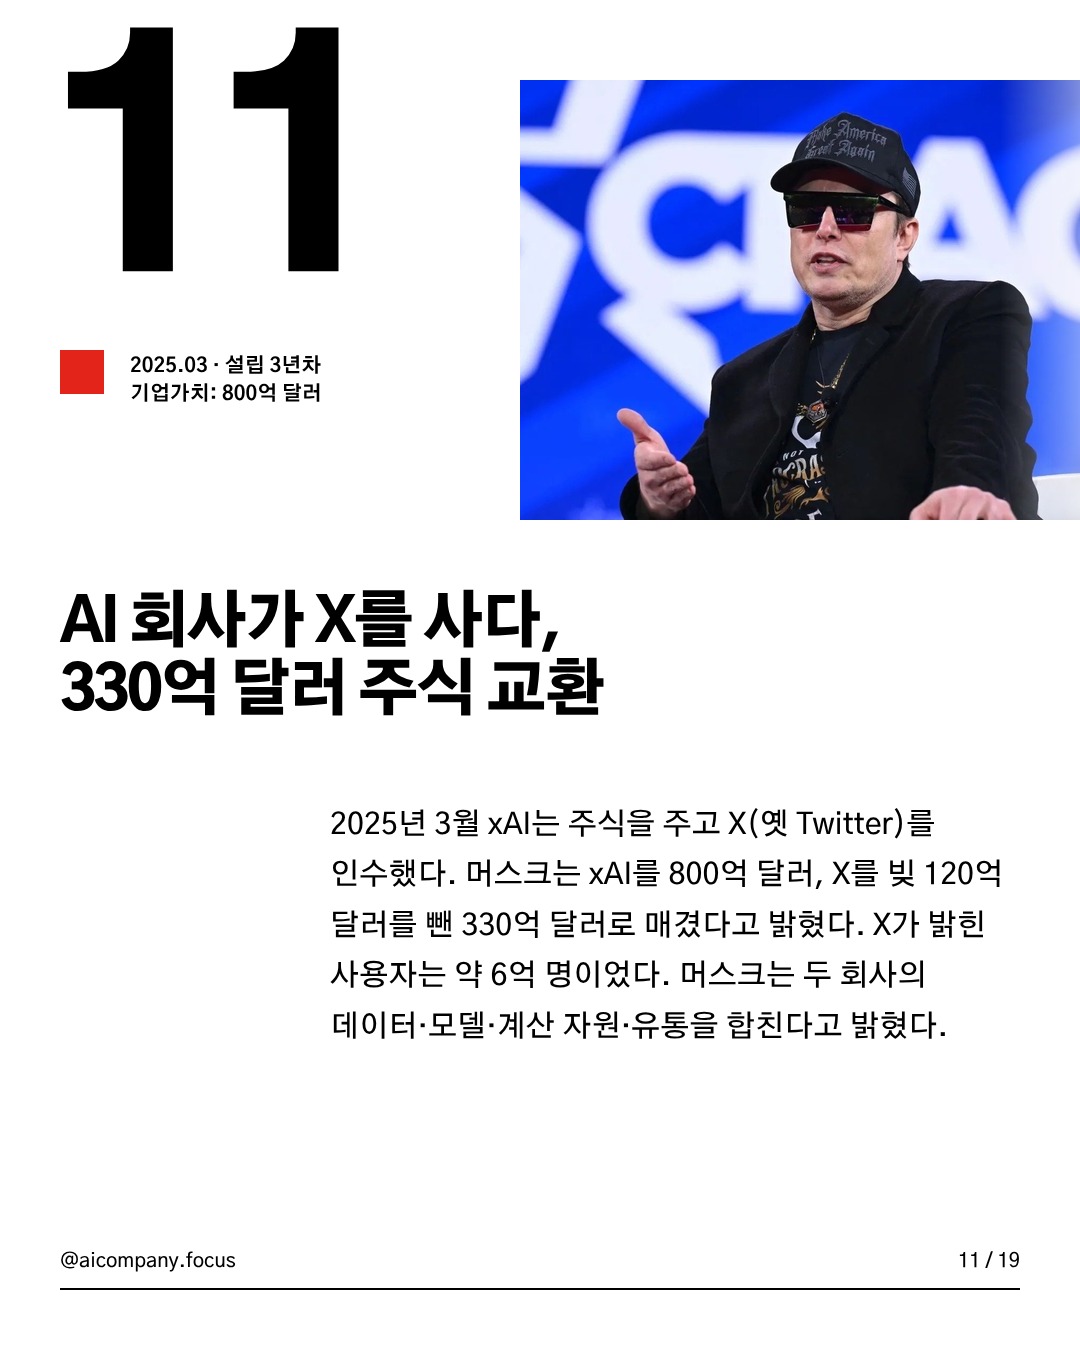 11
2025.03 · 설립 3년차
기업가치: 800억 달러
CPAC
Make America
Great Again
NOT
AI 회사가 X를 사다,
330억 달러 주식 교환
2025년 3월 xAI는 주식을 주고 X(옛 Twitter)를
인수했다. 머스크는 xAI를 800억 달러, X를 빚 120억
달러를 뺀 330억 달러로 매겼다고 밝혔다. X가 밝힌
사용자는 약 6억 명이었다. 머스크는 두 회사의
데이터·모델·계산 자원·유통을 합친다고 밝혔다.
@aicompany.focus
11 / 19